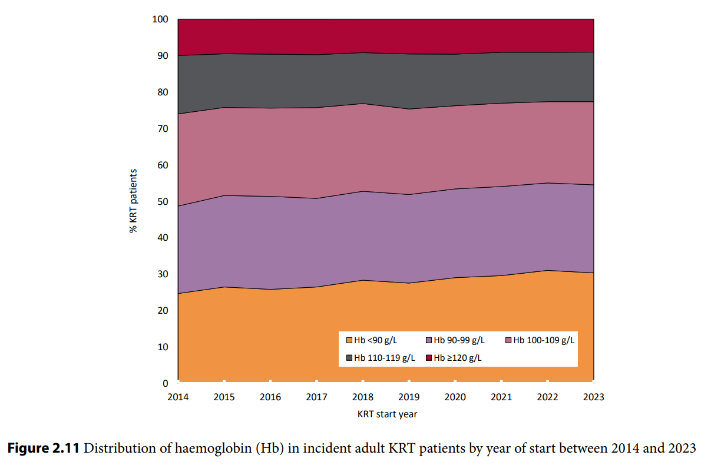 100
90
80
70
60
50
40
30
20
10
0
% KRT patients
Hb <90 g/L Hb 90-99 g/L Hb 100-109 g/L
Hb 110-119 g/L Hb ≥120 g/L
2014 2015 2016 2017 2018 2019 2020 2021 2022 2023
KRT start year
Figure 2.11 Distribution of haemoglobin (Hb) in incident adult KRT patients by year of start between 2014 and 2023